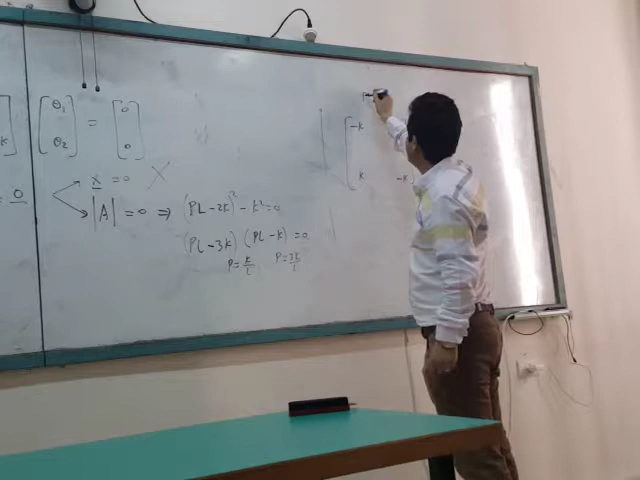 [θ₁ θ₂] = [0 0]
K
= 0
x = 0 X
|A| = 0 ⇒ (PL - 2K)² - K² = 0
(PL - 3K) (PL - K) = 0
P = K/L P = 3K/L
-K
K -K